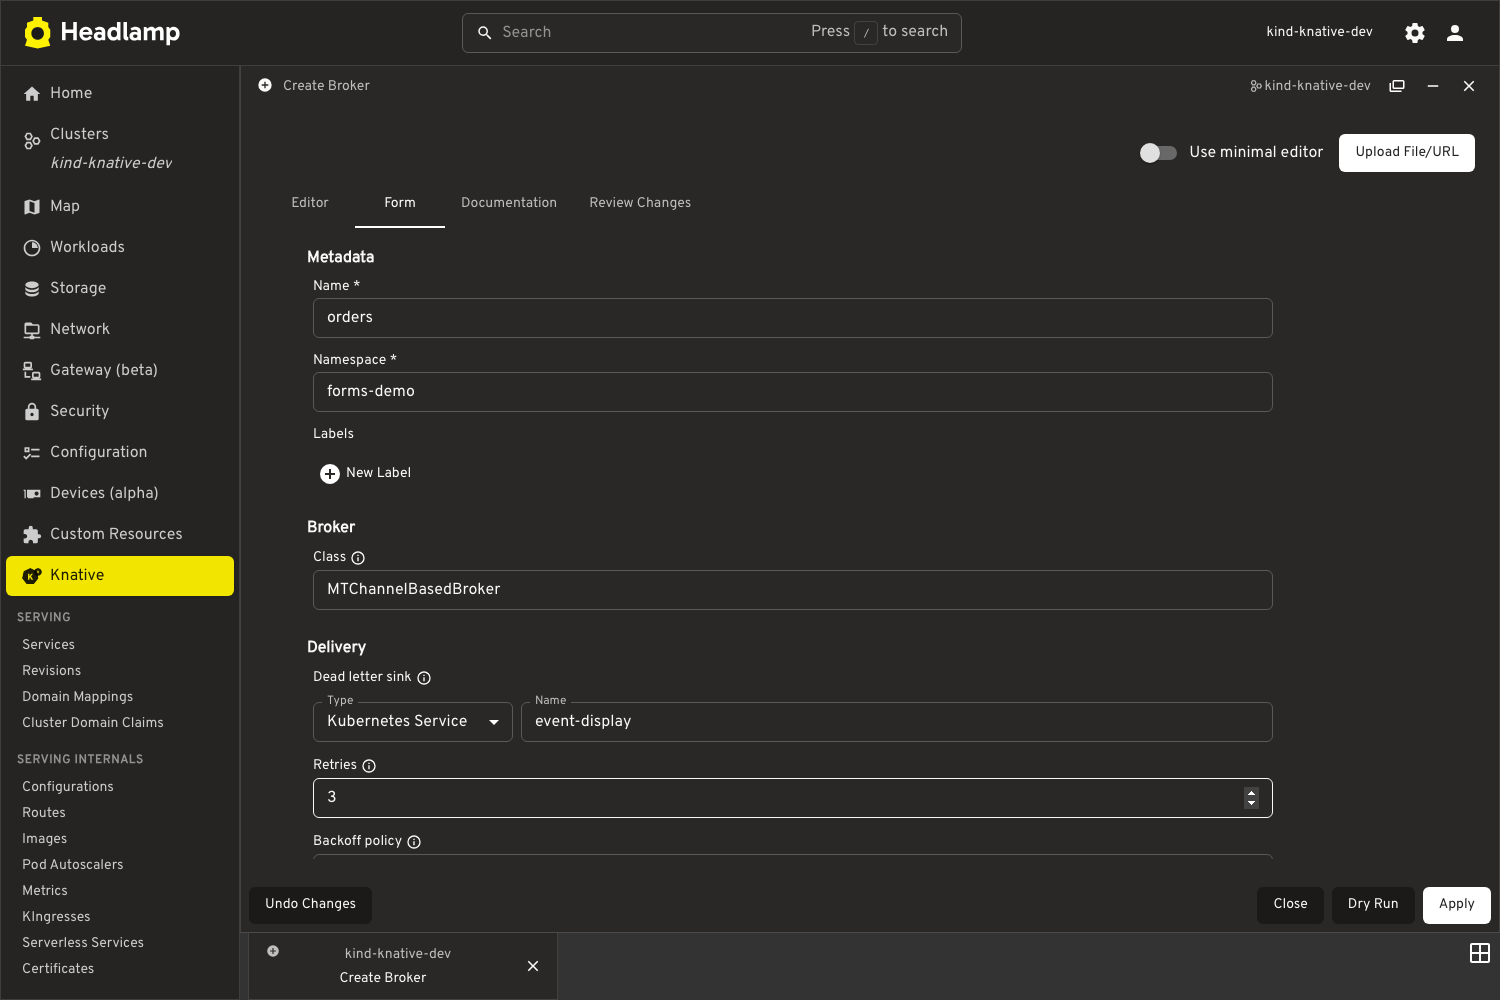 Headlamp
Search
Press / to search
kind-knative-dev
Home
Clusters
kind-knative-dev
Map
Workloads
Storage
Network
Gateway (beta)
Security
Configuration
Devices (alpha)
Custom Resources
Knative
SERVING
Services
Revisions
Domain Mappings
Cluster Domain Claims
SERVING INTERNALS
Configurations
Routes
Images
Pod Autoscalers
Metrics
KIngresses
Serverless Services
Certificates
Create Broker
kind-knative-dev
Use minimal editor
Upload File/URL
Editor
Form
Documentation
Review Changes
Metadata
Name *
orders
Namespace *
forms-demo
Labels
New Label
Broker
Class
MTChannelBasedBroker
Delivery
Dead letter sink
Type
Kubernetes Service
Name
event-display
Retries
3
Backoff policy
Undo Changes
Close
Dry Run
Apply
kind-knative-dev
Create Broker